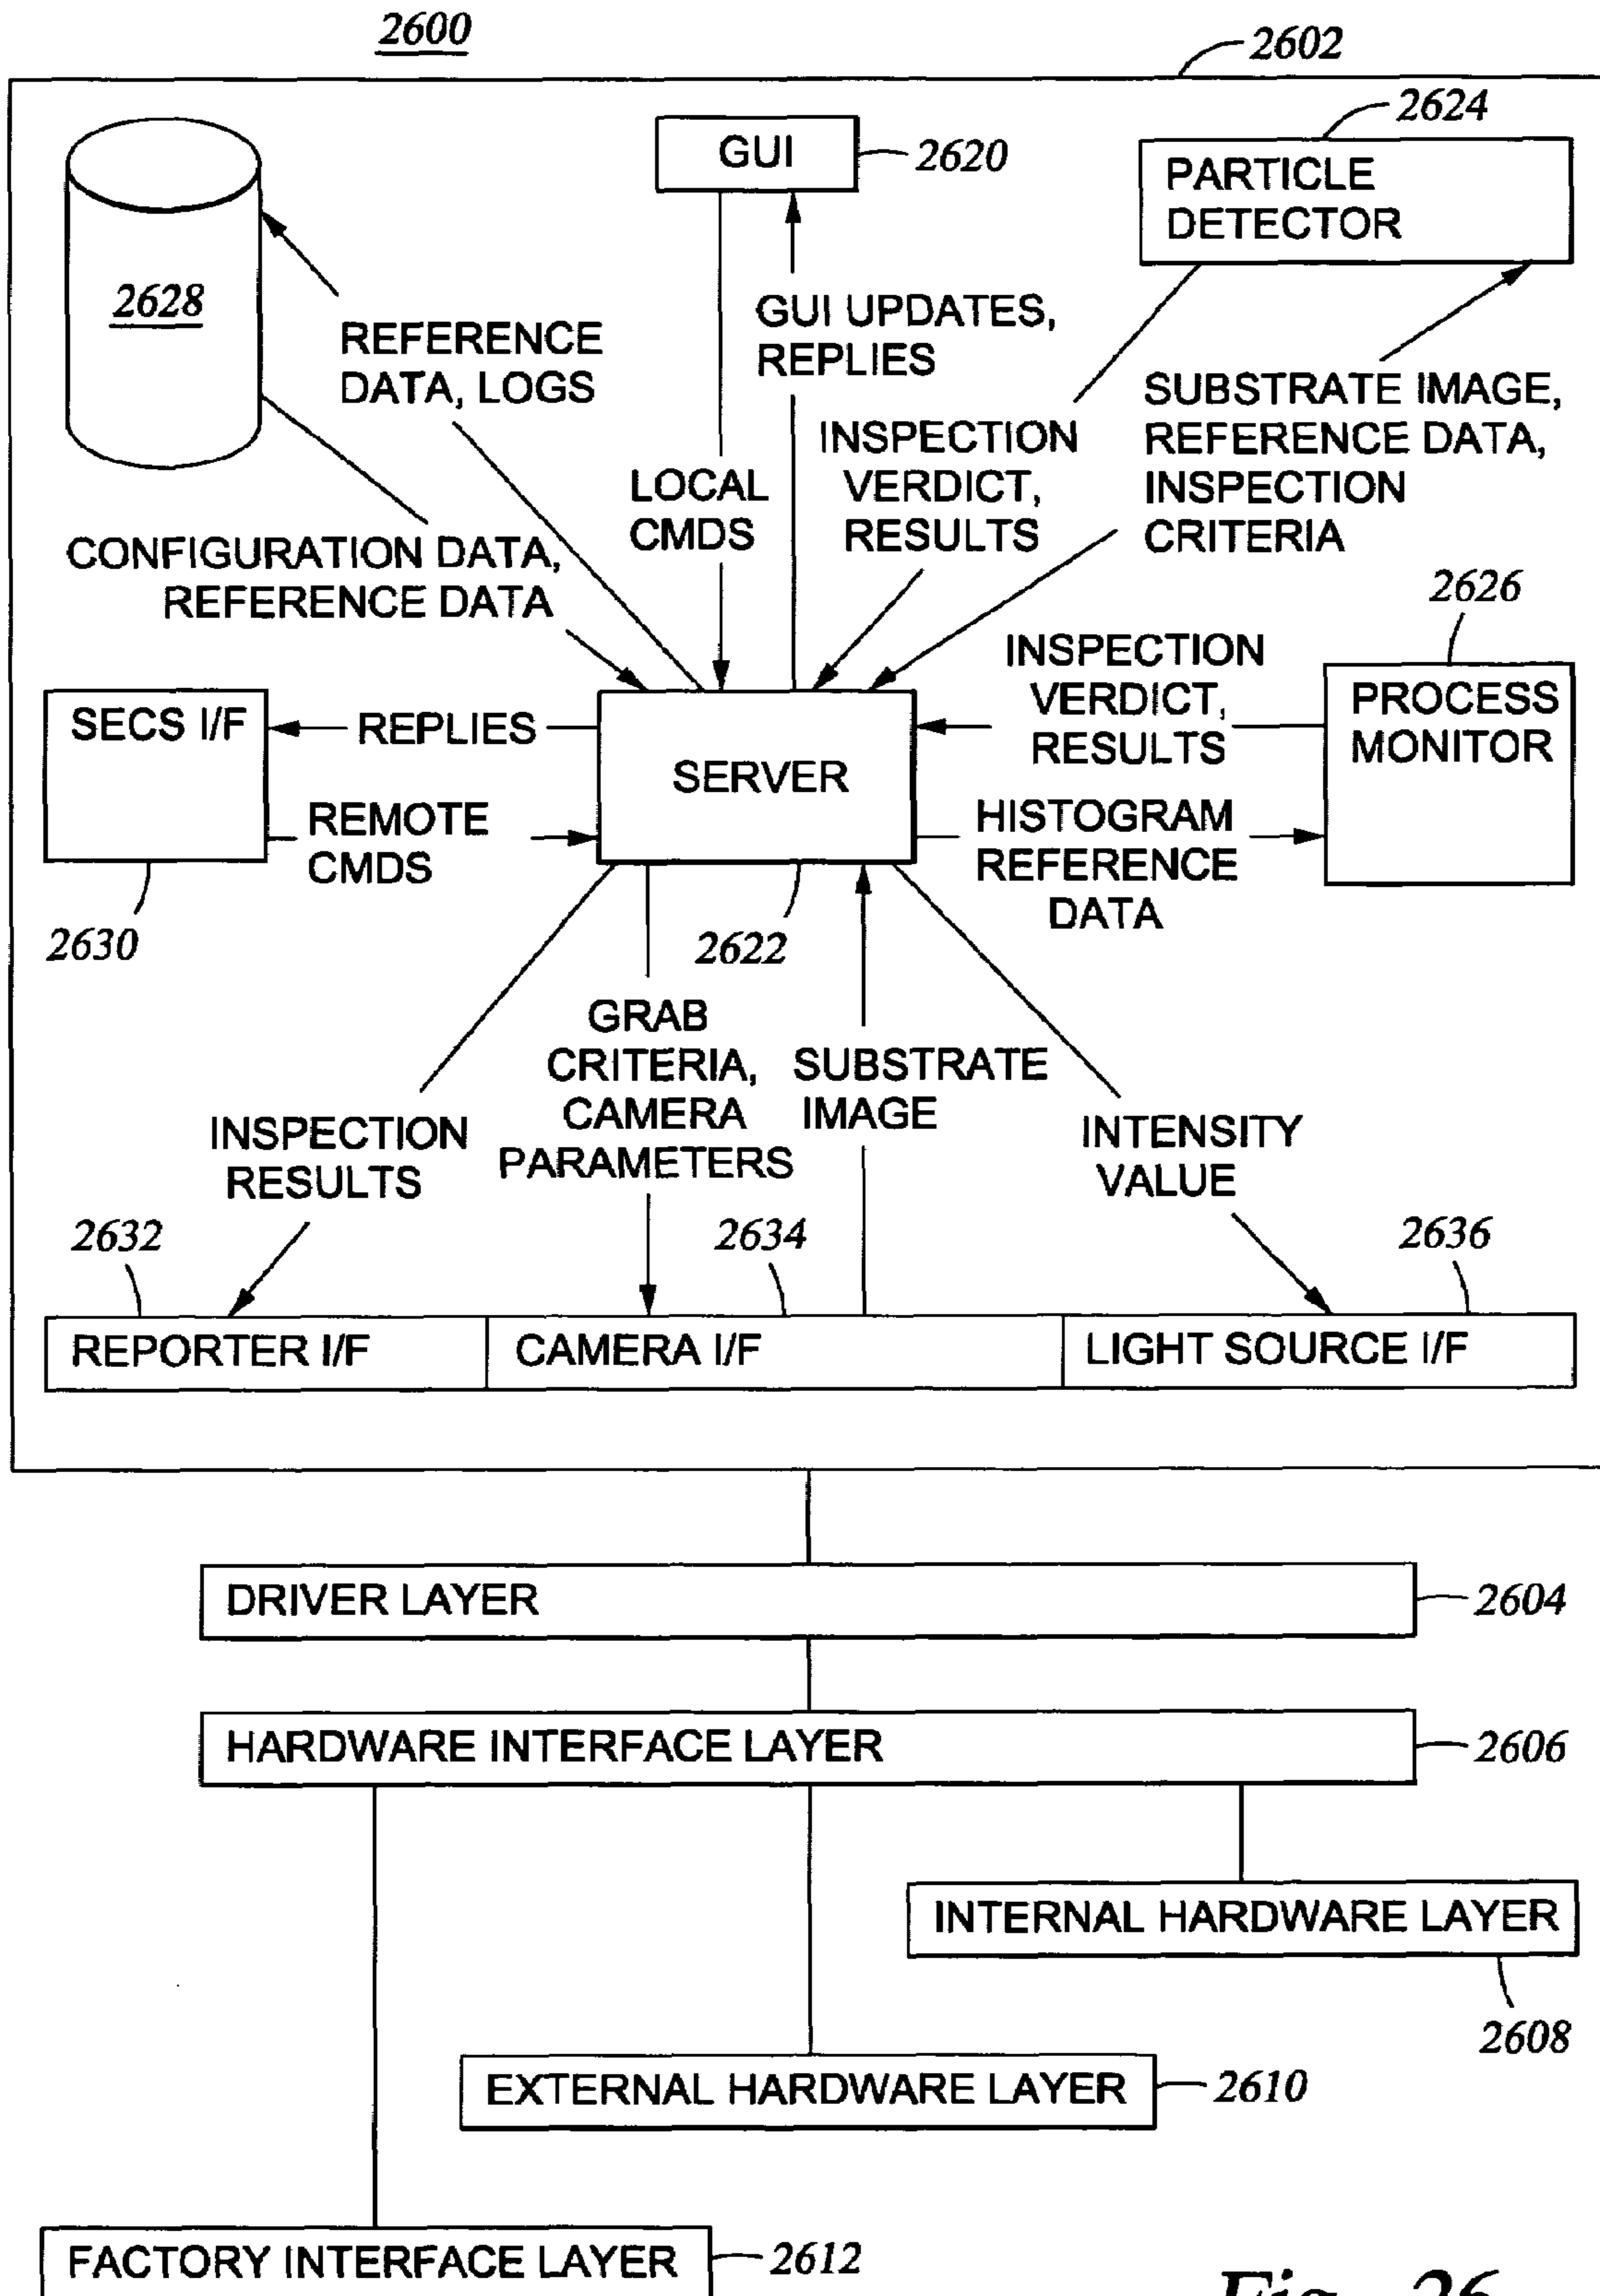 2600
2602
2624
GUI
2620
PARTICLE
DETECTOR
2628
REFERENCE
DATA, LOGS
GUI UPDATES,
REPLIES
LOCAL
CMDS
INSPECTION
VERDICT,
RESULTS
SUBSTRATE IMAGE,
REFERENCE DATA,
INSPECTION
CRITERIA
CONFIGURATION DATA,
REFERENCE DATA
2626
SECS I/F
REPLIES
SERVER
INSPECTION
VERDICT,
RESULTS
PROCESS
MONITOR
REMOTE
CMDS
HISTOGRAM
REFERENCE
DATA
2630
2622
GRAB
CRITERIA,
CAMERA
PARAMETERS
SUBSTRATE
IMAGE
INSPECTION
RESULTS
INTENSITY
VALUE
2632
2634
2636
REPORTER I/F
CAMERA I/F
LIGHT SOURCE I/F
DRIVER LAYER
2604
HARDWARE INTERFACE LAYER
2606
INTERNAL HARDWARE LAYER
2608
EXTERNAL HARDWARE LAYER
2610
FACTORY INTERFACE LAYER
2612
Fig. 26